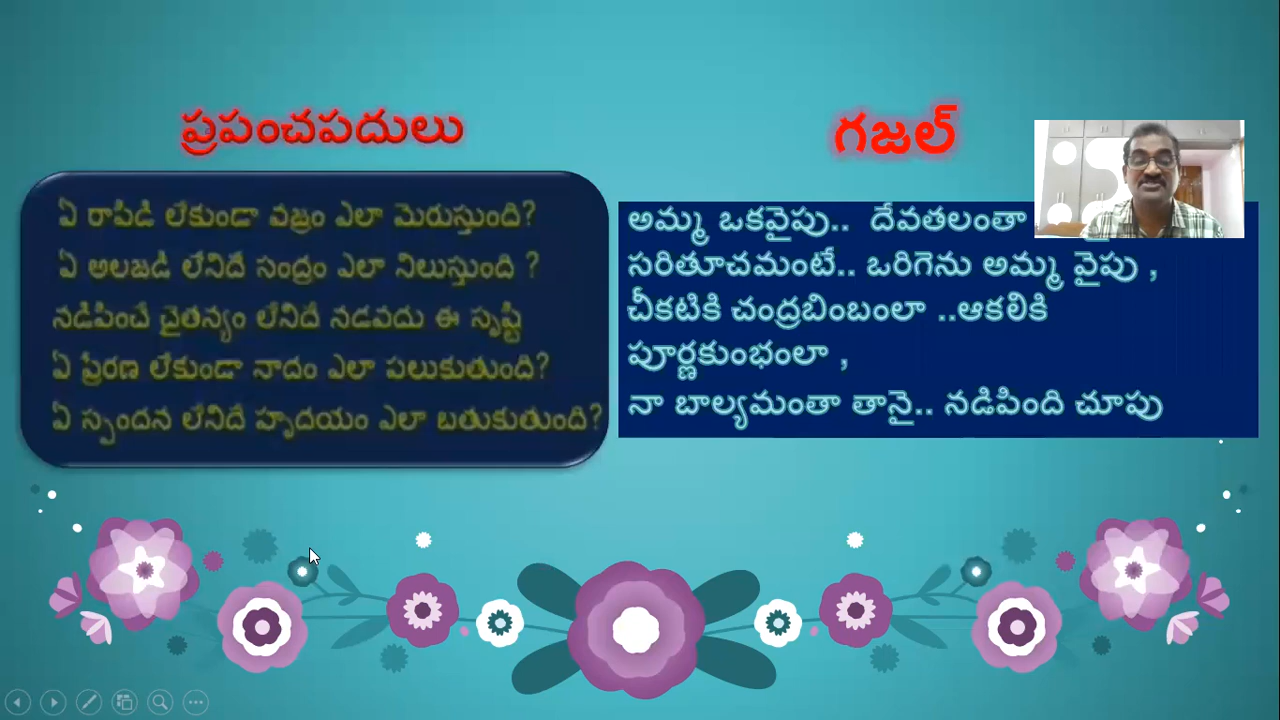 ప్రపంచపదులు
ఏ రాపిడి లేకుండా వజ్రం ఎలా మెరుస్తుంది?
ఏ అలజడి లేనిదే సంద్రం ఎలా నిలుస్తుంది ?
నడిపించే చైతన్యం లేనిదే నడవదు ఈ సృష్టి
ఏ ప్రేరణ లేకుండా నాదం ఎలా పలుకుతుంది?
ఏ స్పందన లేనిదే హృదయం ఎలా బతుకుతుంది?
గజల్
అమ్మ ఒకవైపు.. దేవతలంతా
సరితూచమంటే.. ఒరిగెను అమ్మ వైపు ,
చీకటికి చంద్రబింబంలా ..ఆకలికి
పూర్ణకుంభంలా ,
నా బాల్యమంతా తానై.. నడిపింది చూపు